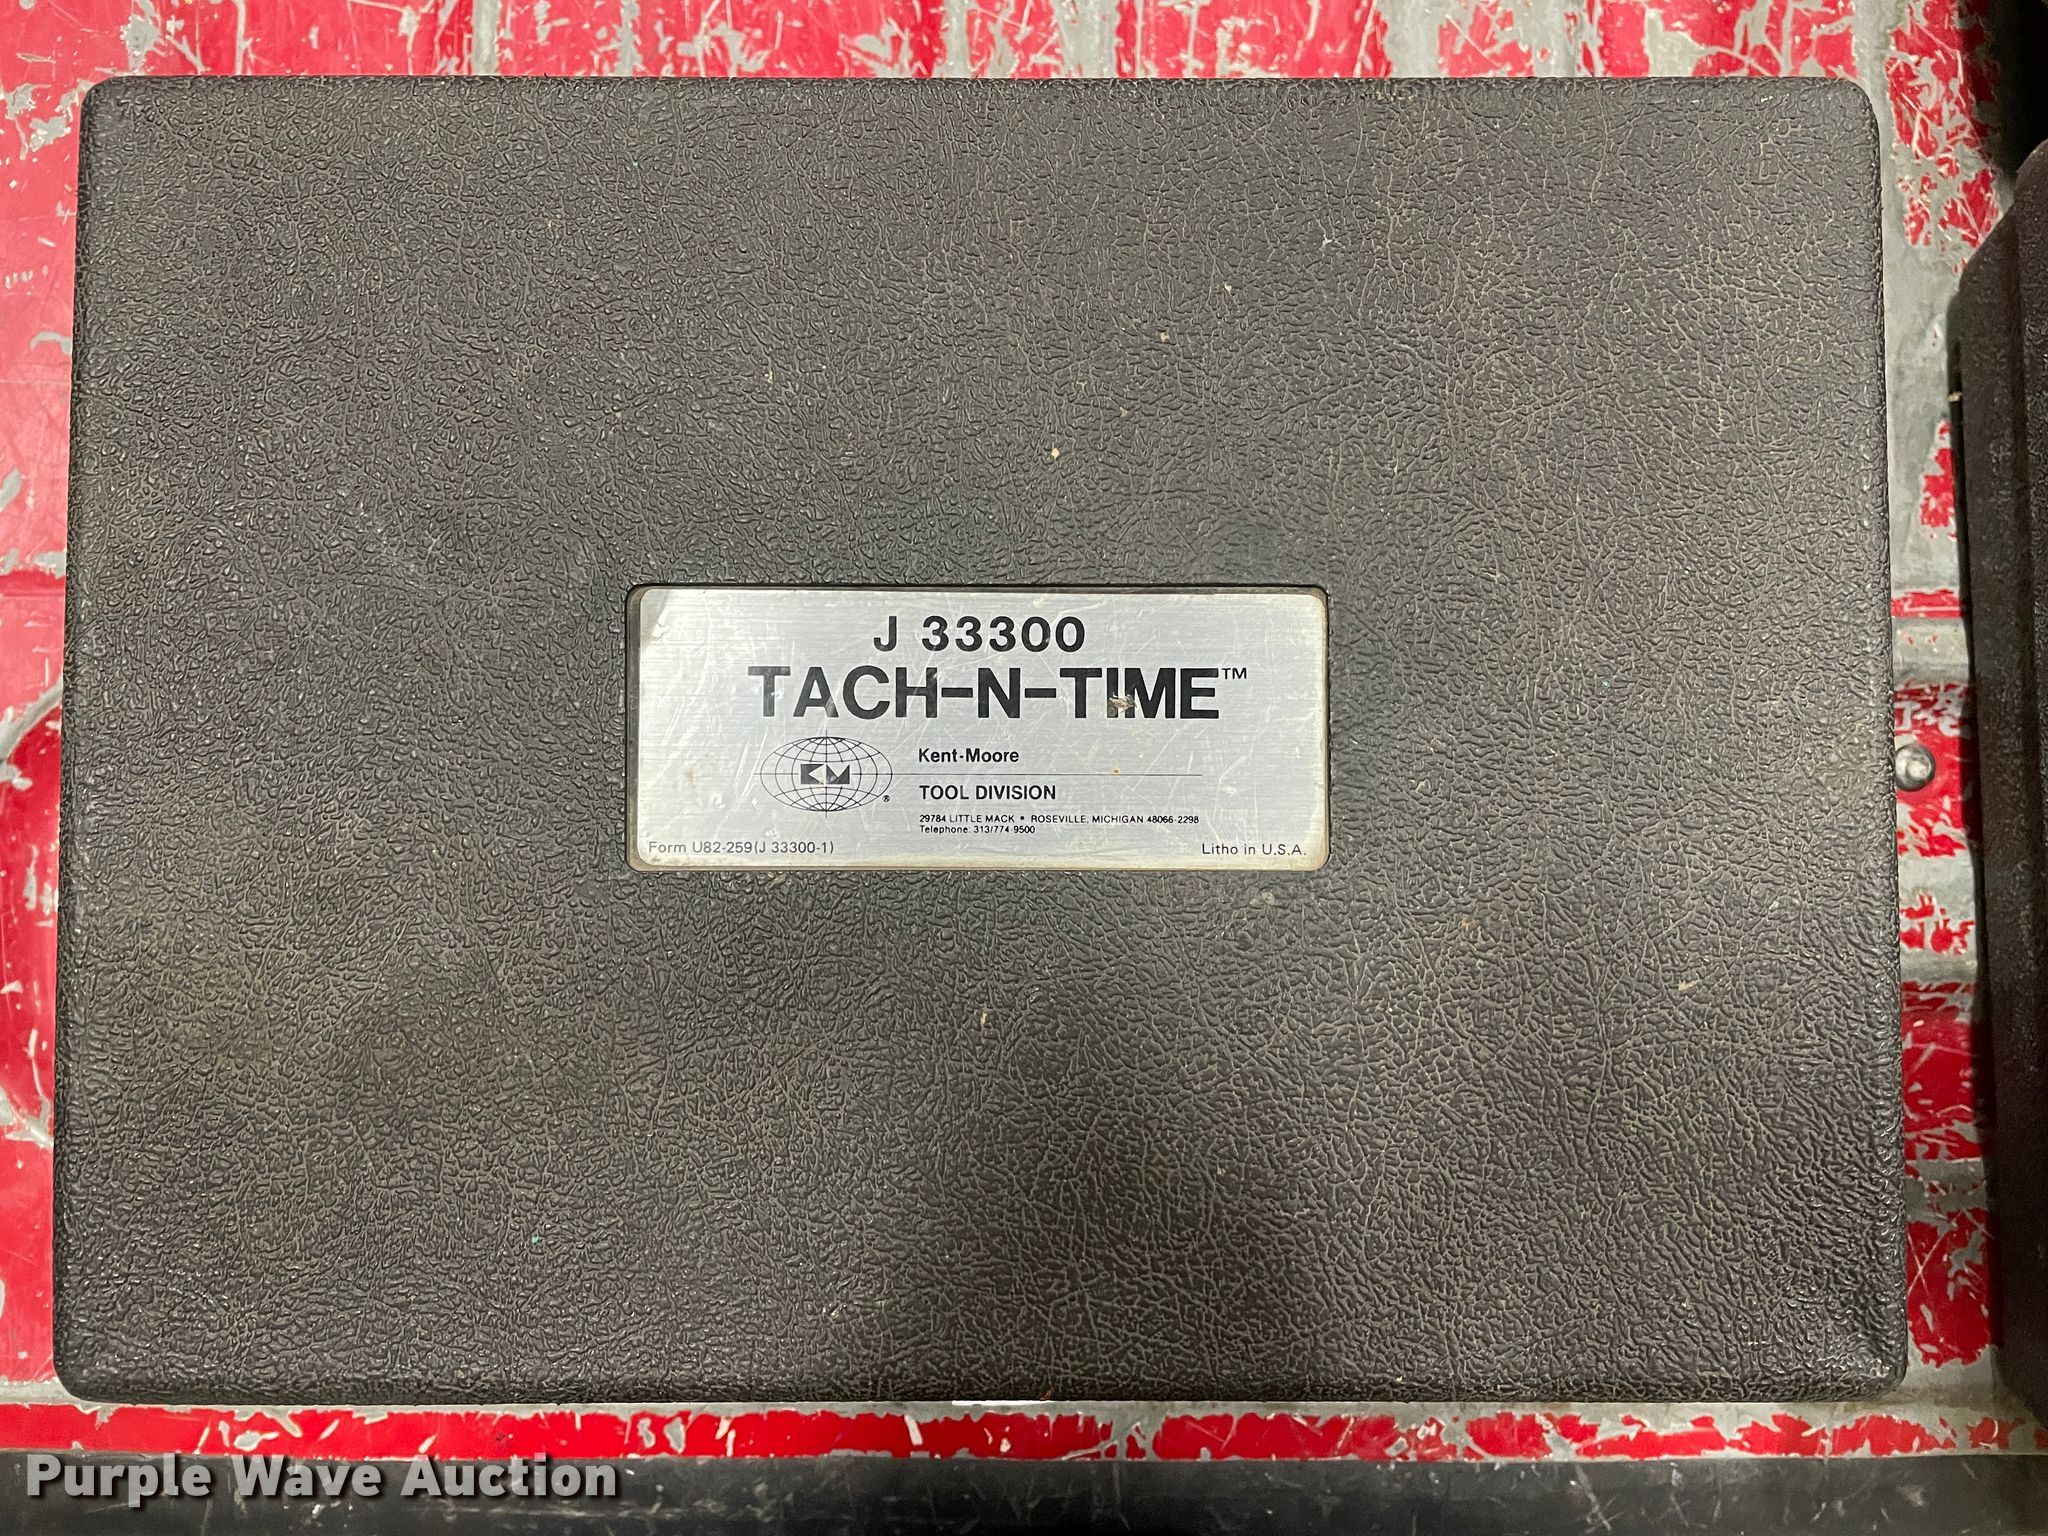 J 33300
TACH-N-TIME™
KM
®
Kent-Moore
TOOL DIVISION
29784 LITTLE MACK • ROSEVILLE, MICHIGAN 48066-2298
Telephone: 313/774-9500
Form U82-259(J 33300-1)
Litho in U.S.A.
Purple Wave Auction